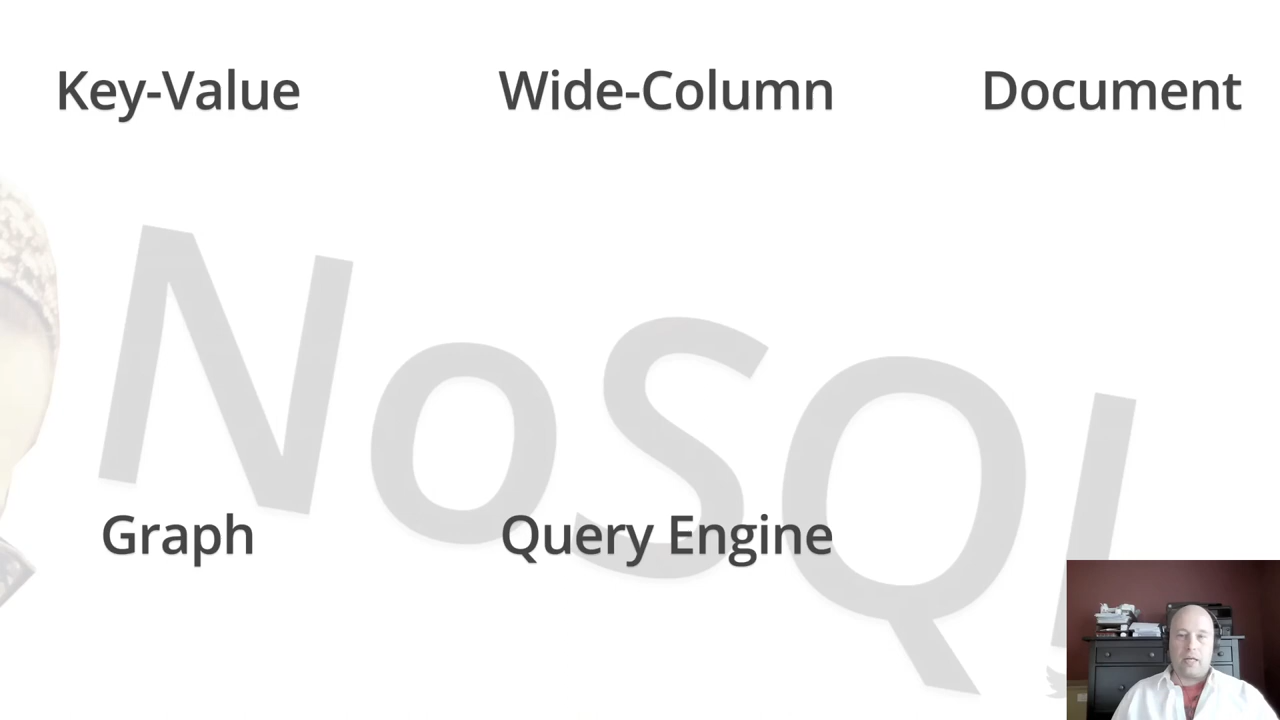 Key-Value
Wide-Column
Document
NoSQL
Graph
Query Engine